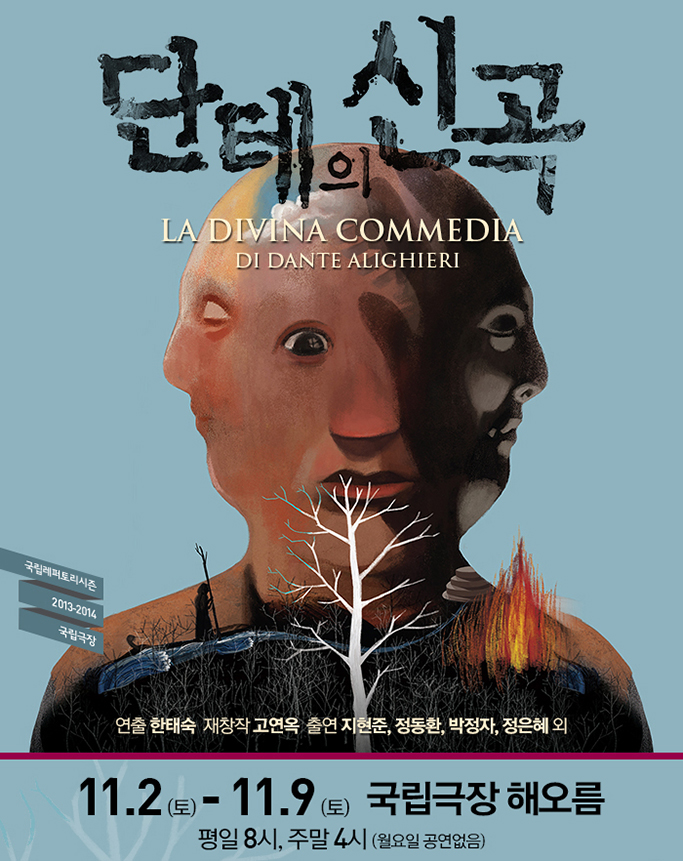 단테의 신곡
LA DIVINA COMMEDIA
DI DANTE ALIGHIERI
국립레퍼토리시즌
2013-2014
국립극장
연출 한태숙 재창작 고연옥 출연 지현준, 정동환, 박정자, 정은혜 외
11.2 (토) - 11.9 (토) 국립극장 해오름
평일 8시, 주말 4시 (월요일 공연없음)